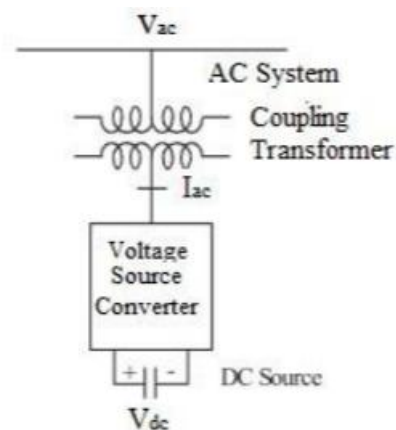 Vac
AC System
Coupling
Transformer
Iac
Voltage
Source
Converter
+ -
DC Source
Vdc